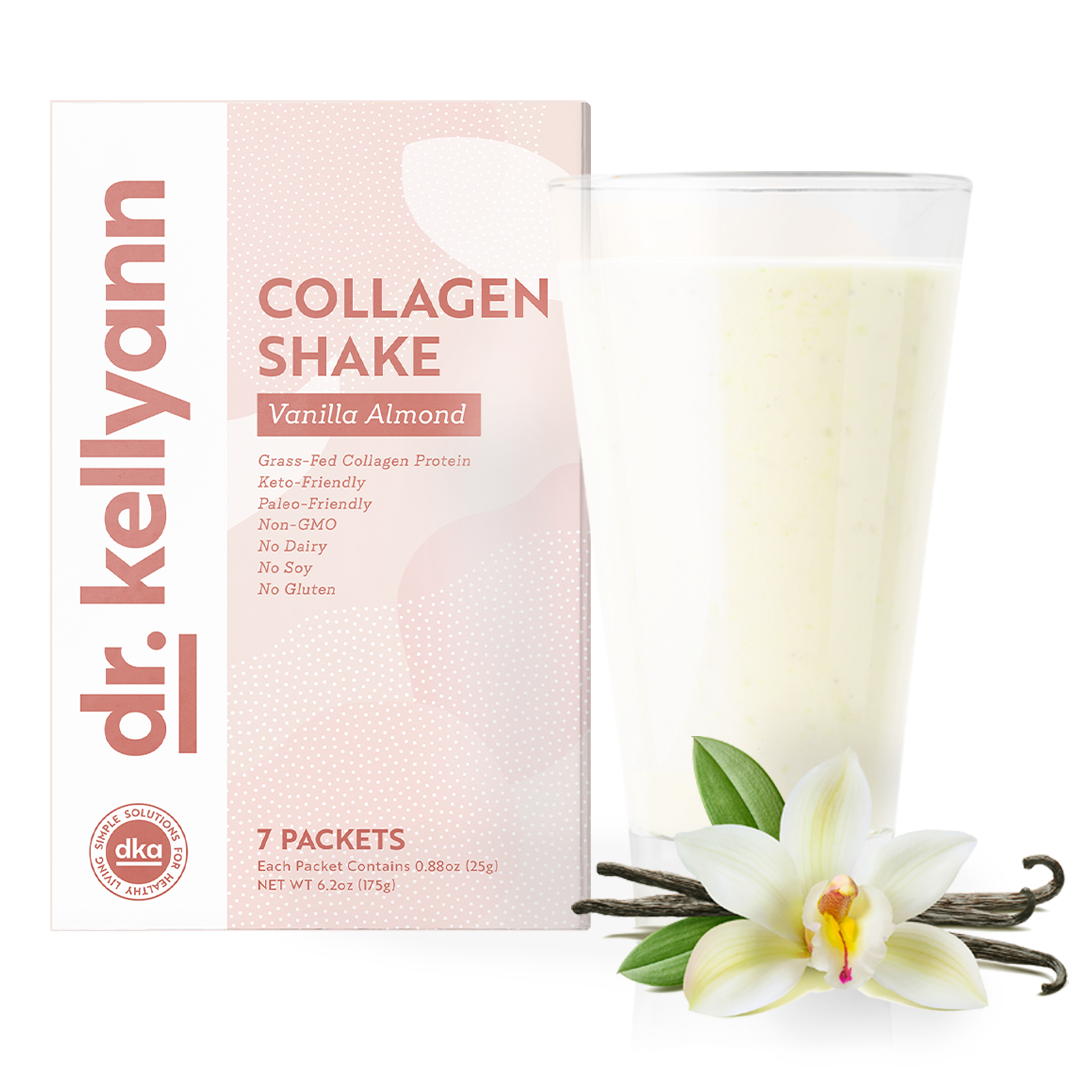 dr. kellyann
COLLAGEN
SHAKE
Vanilla Almond
Grass-Fed Collagen Protein
Keto-Friendly
Paleo-Friendly
Non-GMO
No Dairy
No Soy
No Gluten
7 PACKETS
Each Packet Contains 0.88oz (25g)
NET WT 6.2oz (175g)
SIMPLE SOLUTIONS FOR HEALTHY LIVING
dka